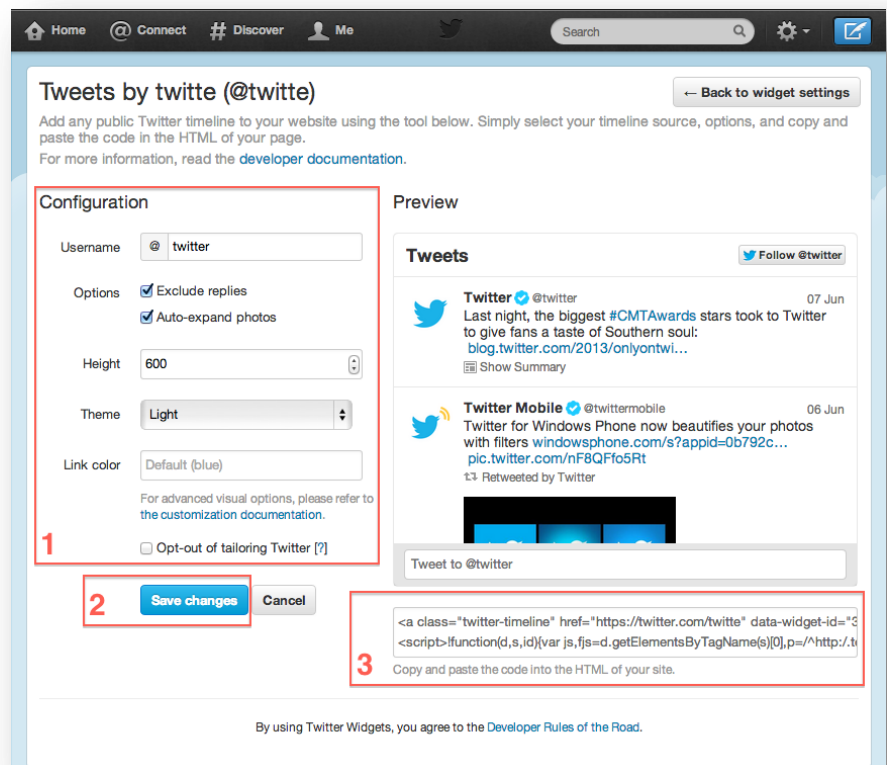 Home @ Connect # Discover Me Search
Tweets by twitte (@twitte)
← Back to widget settings
Add any public Twitter timeline to your website using the tool below. Simply select your timeline source, options, and copy and
paste the code in the HTML of your page.
For more information, read the developer documentation.
Configuration
Username @ twitter
Options Exclude replies
Auto-expand photos
Height 600
Theme Light
Link color Default (blue)
For advanced visual options, please refer to
the customization documentation.
1
Opt-out of tailoring Twitter [?]
2 Save changes Cancel
Preview
Tweets Follow @twitter
Twitter @twitter 07 Jun
Last night, the biggest #CMTAwards stars took to Twitter
to give fans a taste of Southern soul:
blog.twitter.com/2013/onlyontwi...
Show Summary
Twitter Mobile @twittermobile 06 Jun
Twitter for Windows Phone now beautifies your photos
with filters windowsphone.com/s?appid=0b792c...
pic.twitter.com/nF8QFfo5Rt
Retweeted by Twitter
Tweet to @twitter
<a class="twitter-timeline" href="https://twitter.com/twitte" data-widget-id="3
<script>!function(d,s,id){var js,fjs=d.getElementsByTagName(s)[0],p=/^http:/.te
3 Copy and paste the code into the HTML of your site.
By using Twitter Widgets, you agree to the Developer Rules of the Road.